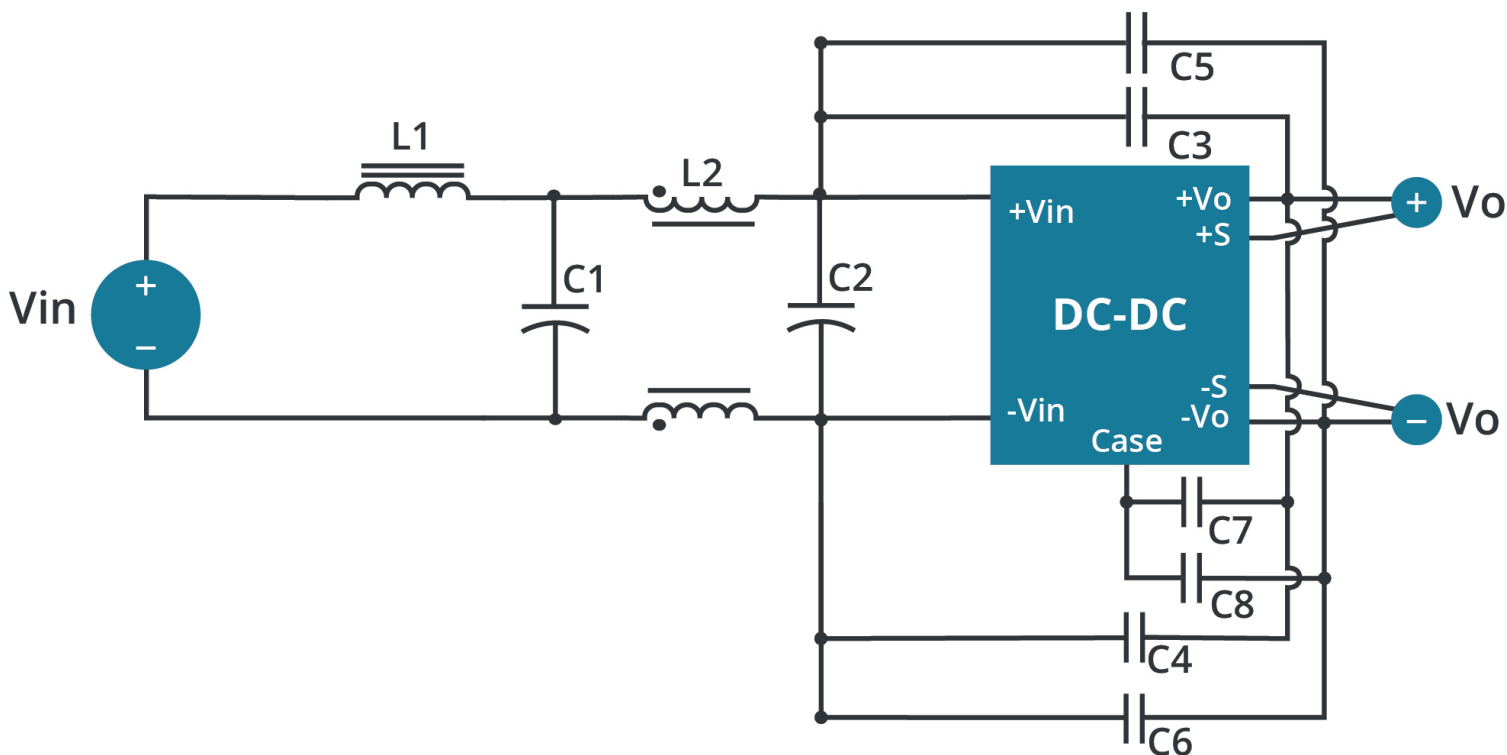 C5
C3
L1
L2
+Vin
+Vo
+S
+
Vo
C1
C2
Vin
+
−
DC-DC
-S
-Vin
-Vo
Case
−
Vo
C7
C8
C4
C6